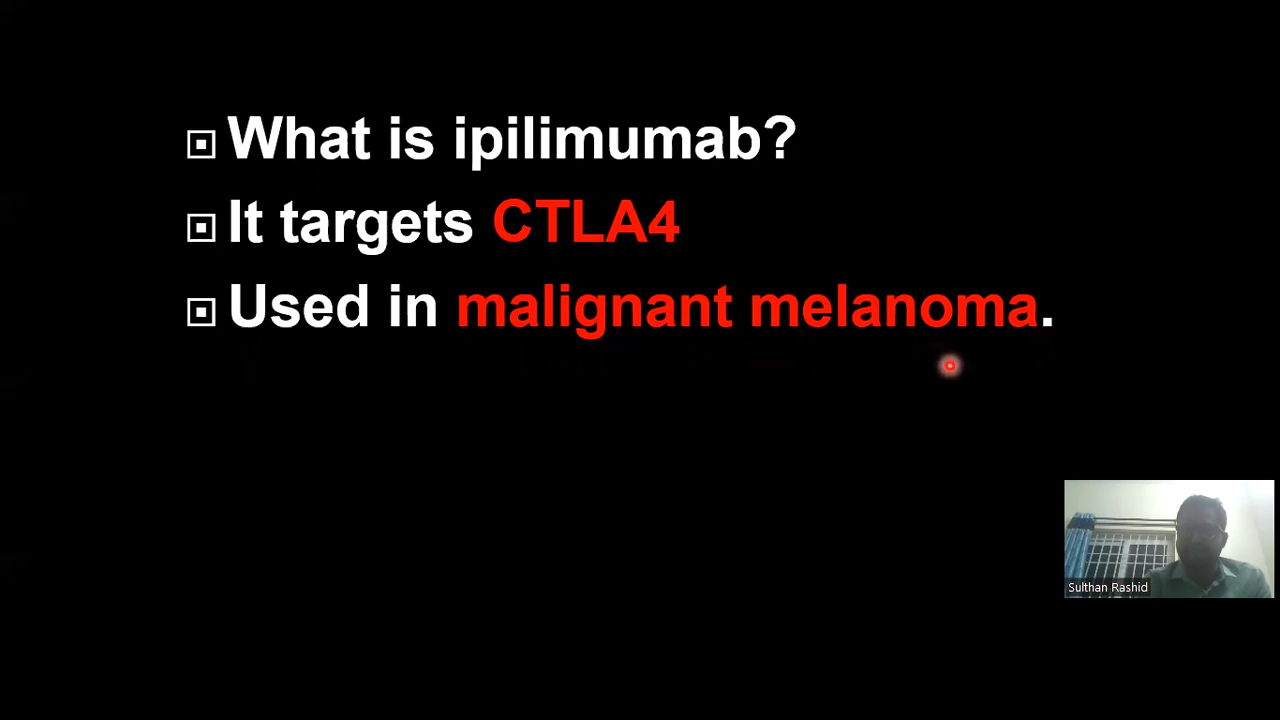 What is ipilimumab?
It targets CTLA4
Used in malignant melanoma.
Sulthan Rashid